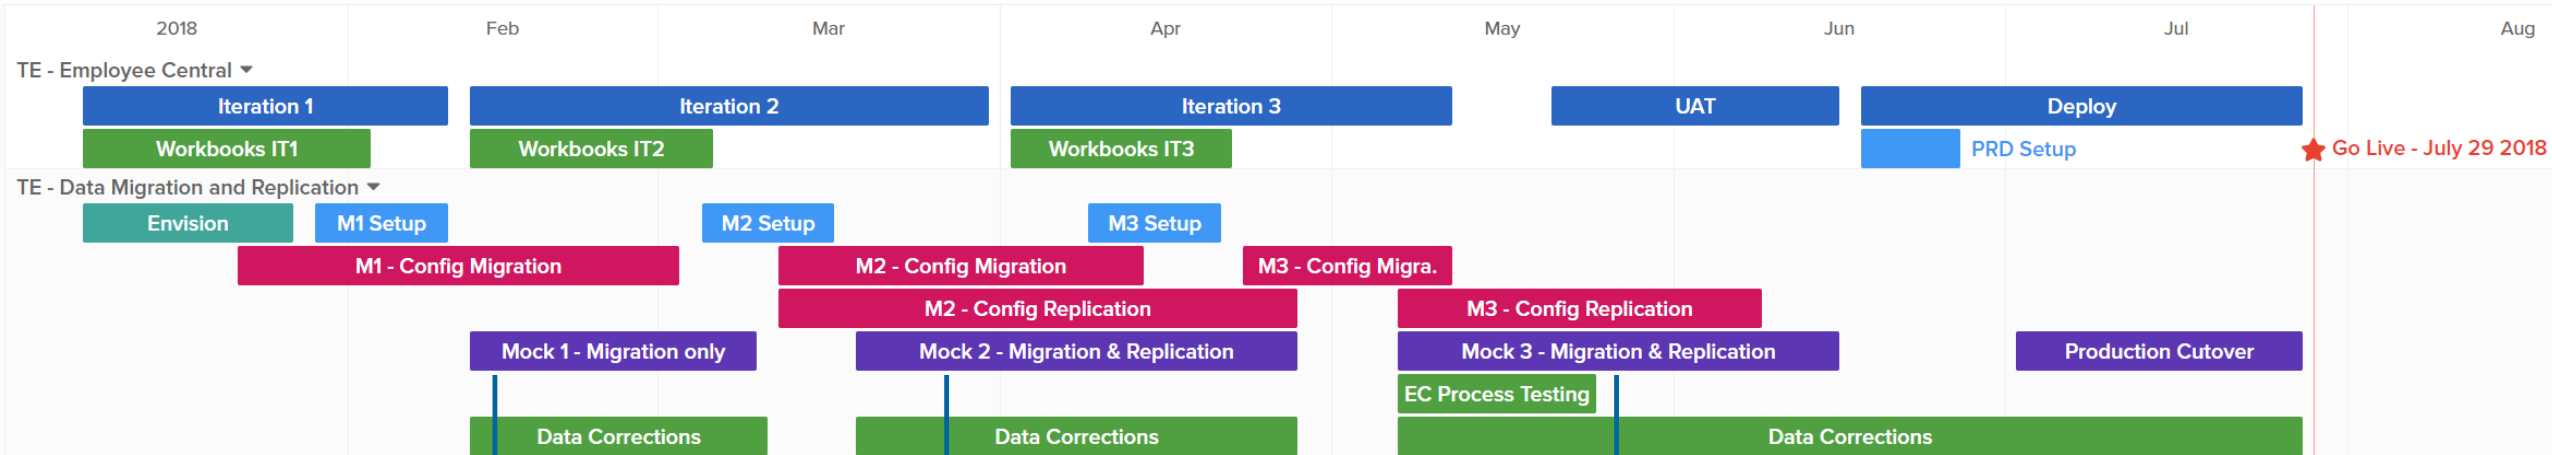 2018 Feb Mar Apr May Jun Jul Aug
TE - Employee Central
Iteration 1 Iteration 2 Iteration 3 UAT Deploy
Workbooks IT1 Workbooks IT2 Workbooks IT3 PRD Setup Go Live - July 29 2018
TE - Data Migration and Replication
Envision M1 Setup M2 Setup M3 Setup
M1 - Config Migration M2 - Config Migration M3 - Config Migra.
M2 - Config Replication M3 - Config Replication
Mock 1 - Migration only Mock 2 - Migration & Replication Mock 3 - Migration & Replication Production Cutover
EC Process Testing
Data Corrections Data Corrections Data Corrections